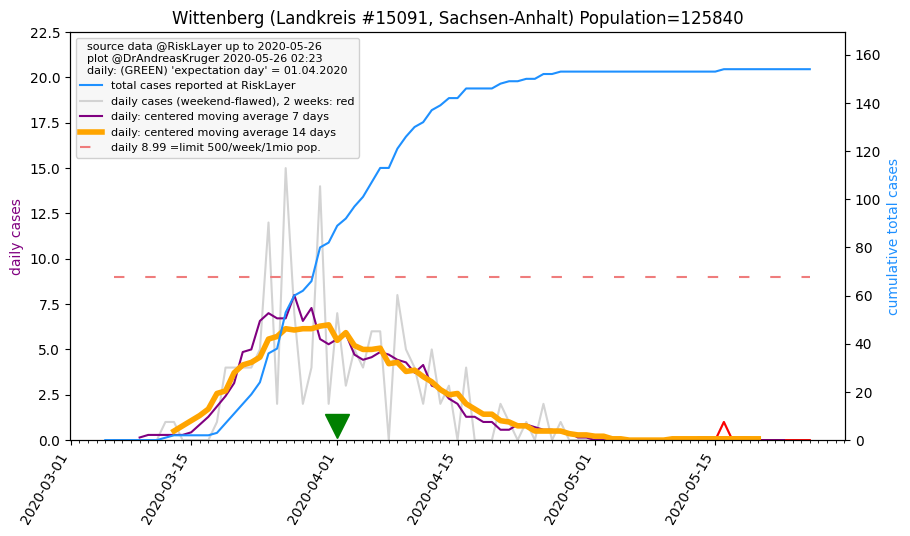 Wittenberg (Landkreis #15091, Sachsen-Anhalt) Population=125840
source data @RiskLayer up to 2020-05-26
plot @DrAndreasKruger 2020-05-26 02:23
daily: (GREEN) 'expectation day' = 01.04.2020
total cases reported at RiskLayer
daily cases (weekend-flawed), 2 weeks: red
daily: centered moving average 7 days
daily: centered moving average 14 days
daily 8.99 =limit 500/week/1mio pop.
daily cases
22.5
20.0
17.5
15.0
12.5
10.0
7.5
5.0
2.5
0.0
160
140
120
100
80
60
40
20
0
cumulative total cases
2020-03-01
2020-03-15
2020-04-01
2020-04-15
2020-05-01
2020-05-15